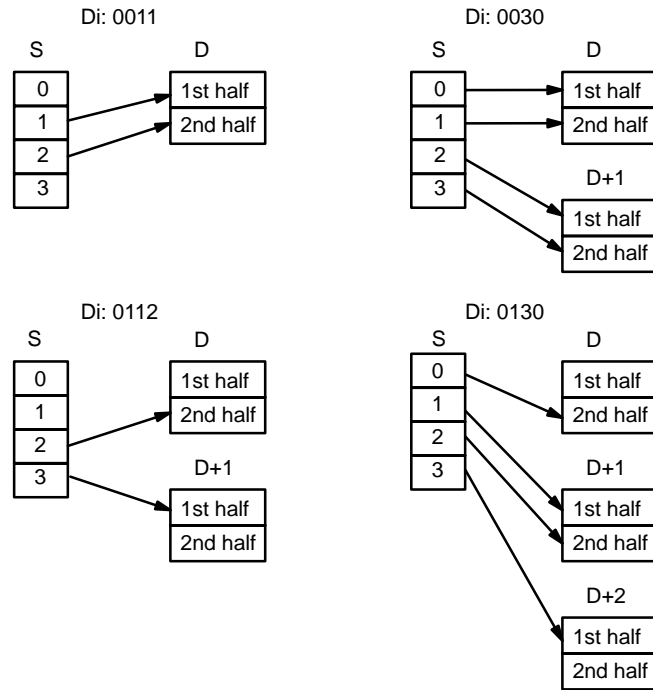 Di: 0011
S
D
0
1
2
3
1st half
2nd half
Di: 0030
S
D
0
1
2
3
1st half
2nd half
D+1
1st half
2nd half
Di: 0112
S
D
0
1
2
3
1st half
2nd half
D+1
1st half
2nd half
Di: 0130
S
D
0
1
2
3
1st half
2nd half
D+1
1st half
2nd half
D+2
1st half
2nd half